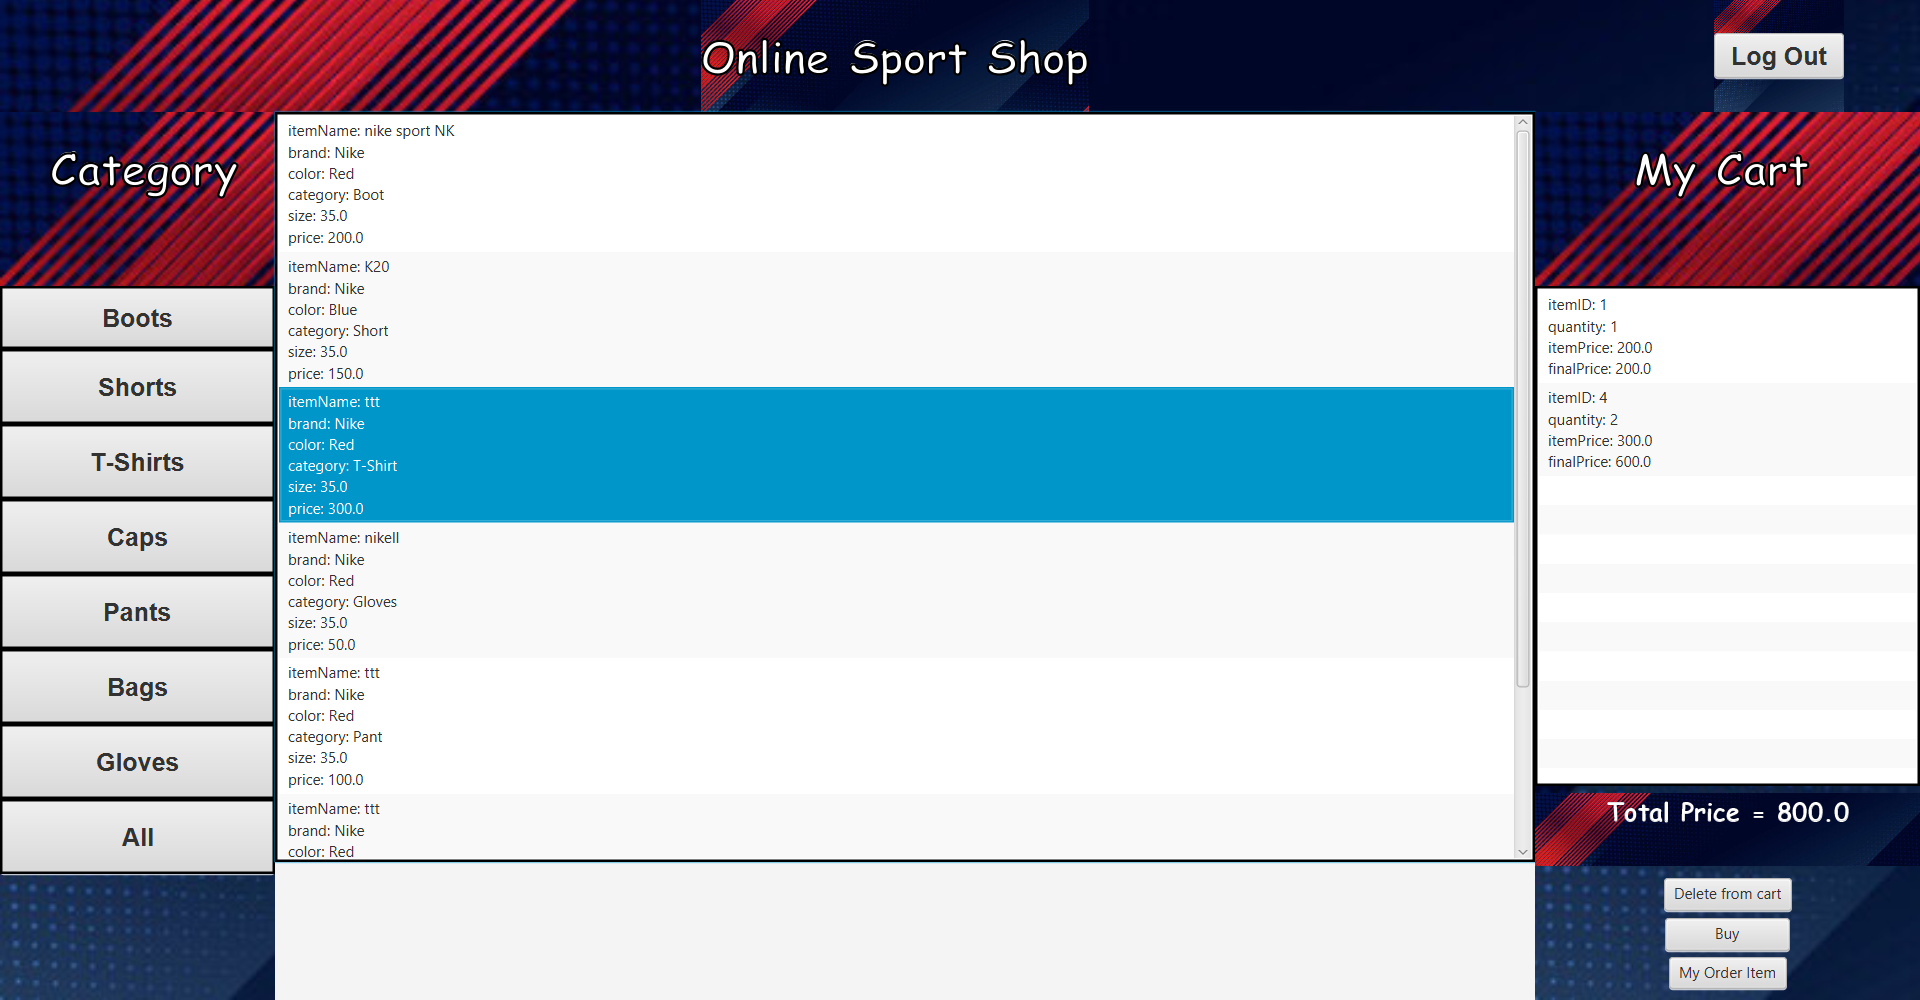 Online Sport Shop
Log Out
Category
Boots
Shorts
T-Shirts
Caps
Pants
Bags
Gloves
All
itemName: nike sport NK
brand: Nike
color: Red
category: Boot
size: 35.0
price: 200.0
itemName: K20
brand: Nike
color: Blue
category: Short
size: 35.0
price: 150.0
itemName: ttt
brand: Nike
color: Red
category: T-Shirt
size: 35.0
price: 300.0
itemName: nikell
brand: Nike
color: Red
category: Gloves
size: 35.0
price: 50.0
itemName: ttt
brand: Nike
color: Red
category: Pant
size: 35.0
price: 100.0
itemName: ttt
brand: Nike
color: Red
My Cart
itemID: 1
quantity: 1
itemPrice: 200.0
finalPrice: 200.0
itemID: 4
quantity: 2
itemPrice: 300.0
finalPrice: 600.0
Total Price = 800.0
Delete from cart
Buy
My Order Item